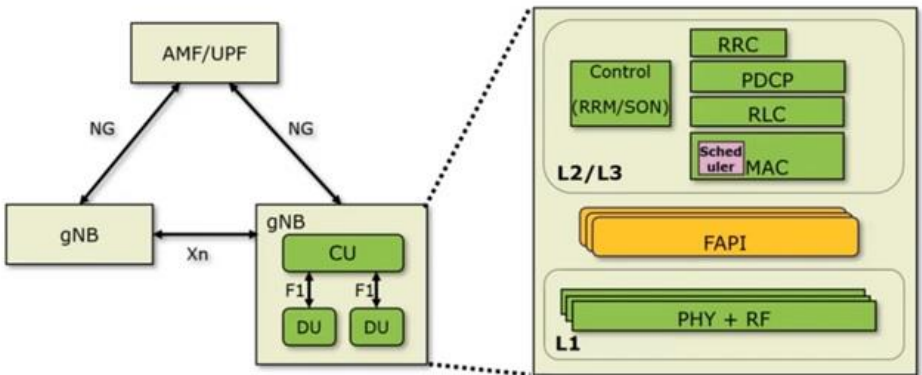 AMF/UPF
NG
NG
gNB
Xn
gNB
CU
F1
F1
DU
DU
RRC
Control
(RRM/SON)
PDCP
RLC
Sched
uler
MAC
L2/L3
FAPI
PHY + RF
L1